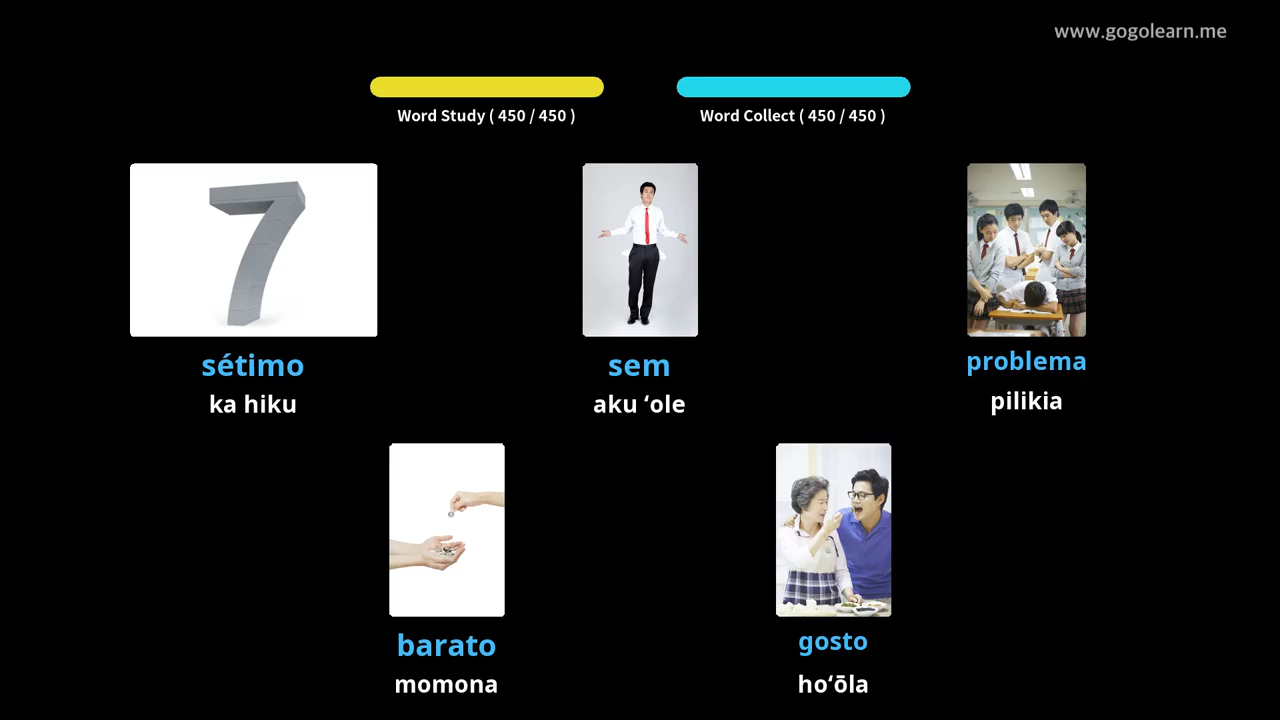 www.gogolearn.me
Word Study ( 450 / 450 )
Word Collect ( 450 / 450 )
sétimo
ka hiku
sem
aku ʻole
problema
pilikia
barato
momona
gosto
hoʻōla